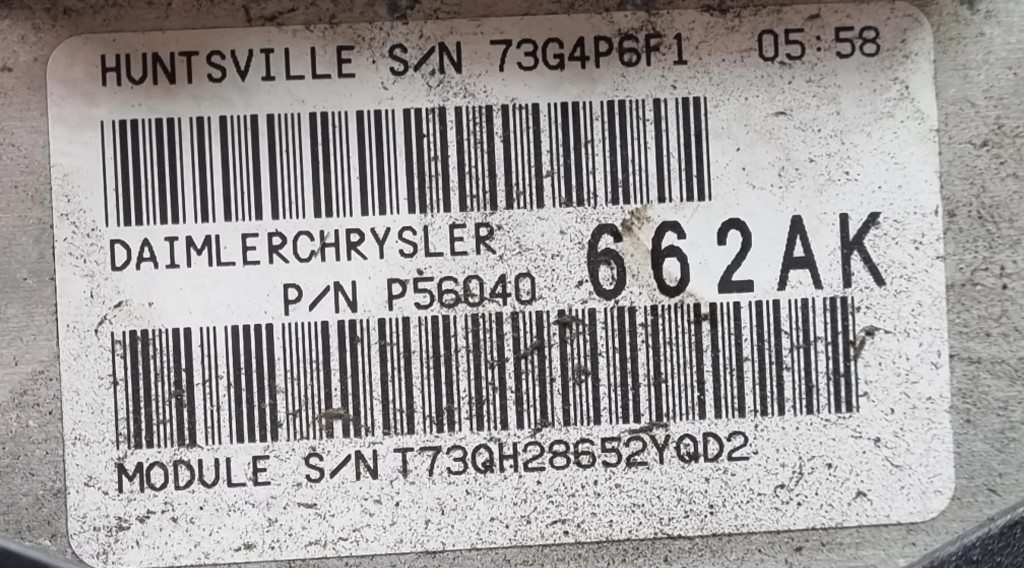 HUNTSVILLE S/N 73G4P6F1 05:58
DAIMLERCHRYSLER
P/N P56040 662AK
MODULE S/N T73QH28652YQD2